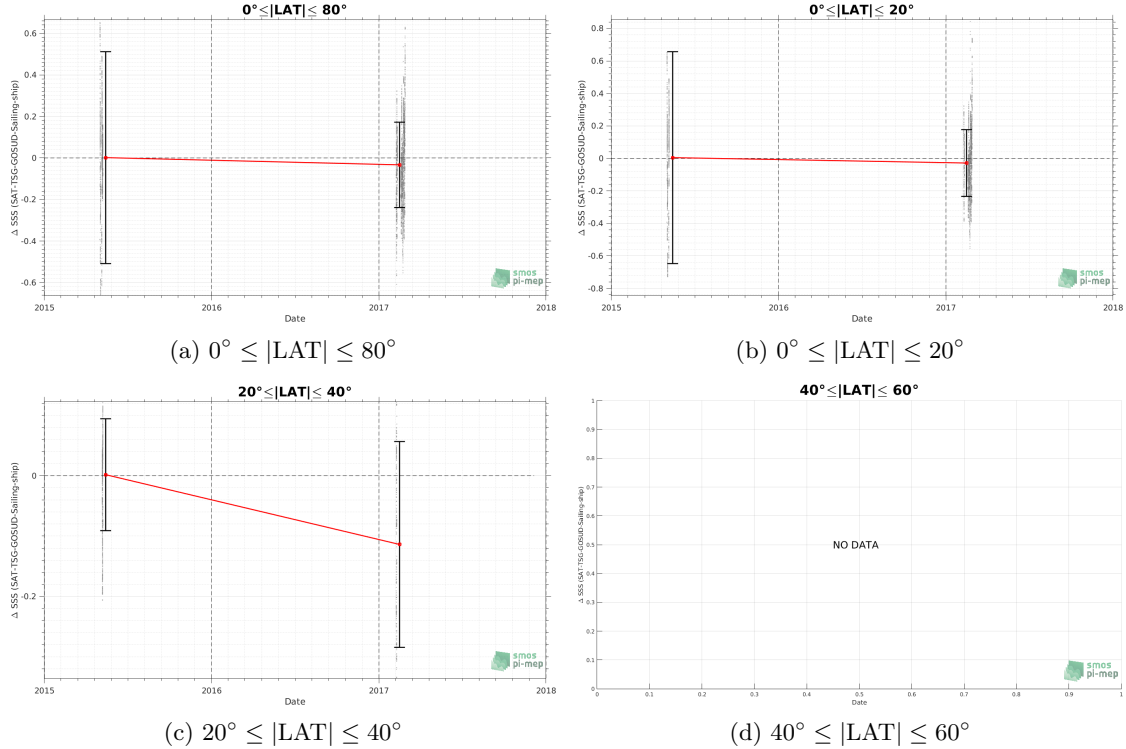 0°≤|LAT|≤ 80°
Δ SSS (SAT-TSG-GOSUD-Sailing-ship)
0.6
0.4
0.2
0
-0.2
-0.4
-0.6
2015
2016
2017
2018
Date
smos
pi-mep
(a) 0° ≤ |LAT| ≤ 80°
0°≤|LAT|≤ 20°
Δ SSS (SAT-TSG-GOSUD-Sailing-ship)
0.8
0.6
0.4
0.2
0
-0.2
-0.4
-0.6
-0.8
2015
2016
2017
2018
Date
smos
pi-mep
(b) 0° ≤ |LAT| ≤ 20°
20°≤|LAT|≤ 40°
Δ SSS (SAT-TSG-GOSUD-Sailing-ship)
0
-0.2
2015
2016
2017
2018
Date
smos
pi-mep
(c) 20° ≤ |LAT| ≤ 40°
40°≤|LAT|≤ 60°
Δ SSS (SAT-TSG-GOSUD-Sailing-ship)
1
0.9
0.8
0.7
0.6
0.5
0.4
0.3
0.2
0.1
0
NO DATA
0
0.1
0.2
0.3
0.4
0.5
0.6
0.7
0.8
0.9
1
Date
smos
pi-mep
(d) 40° ≤ |LAT| ≤ 60°